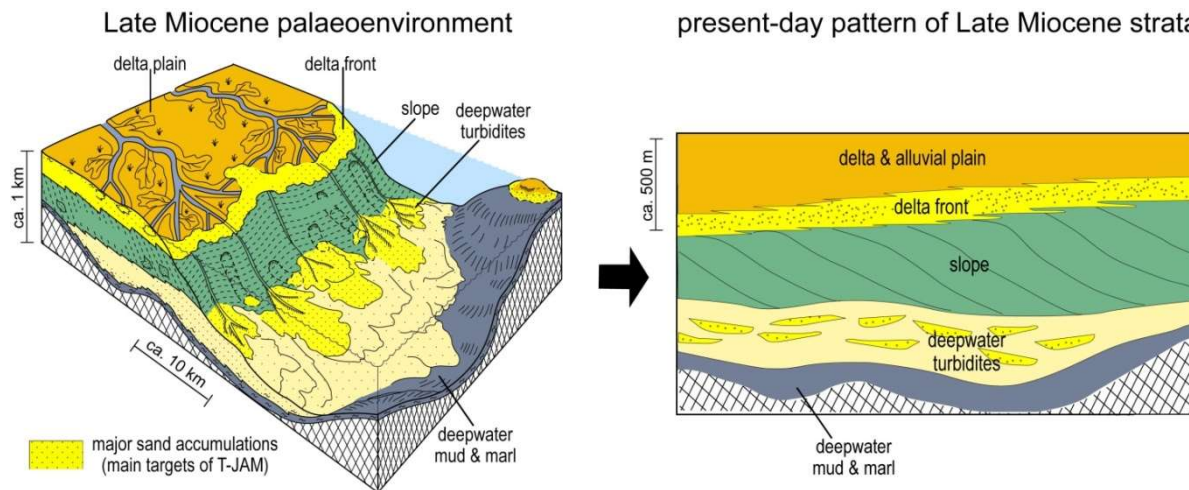 Late Miocene palaeoenvironment
delta plain
delta front
slope
deepwater
turbidites
ca. 1 km
ca. 10 km
major sand accumulations
(main targets of T-JAM)
deepwater
mud & marl
present-day pattern of Late Miocene strata
ca. 500 m
delta & alluvial plain
delta front
slope
deepwater
turbidites
deepwater
mud & marl